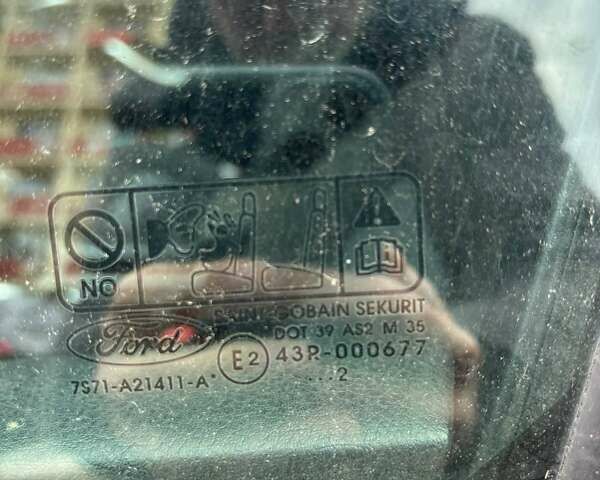 NO
SAINT-GOBAIN SEKURIT
Ford
DOT 39 AS2 M 35
E2 43R-000677
7S71-A21411-A
...2